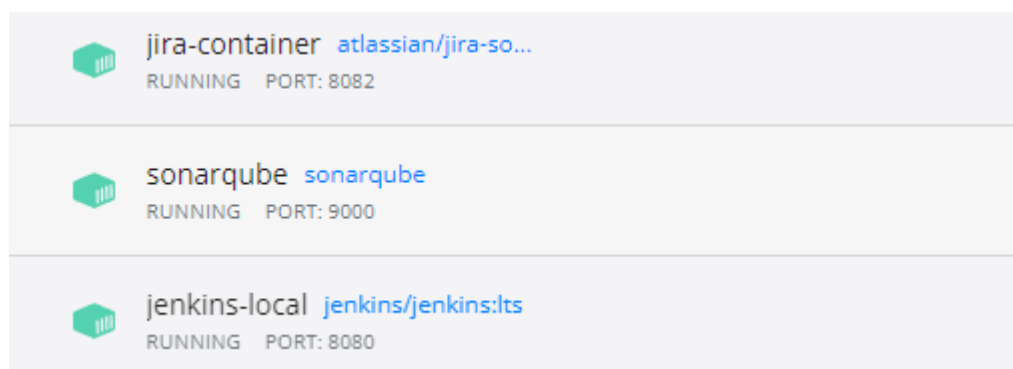 jira-container atlassian/jira-so...
RUNNING PORT: 8082
sonarqube sonarqube
RUNNING PORT: 9000
jenkins-local jenkins/jenkins:lts
RUNNING PORT: 8080